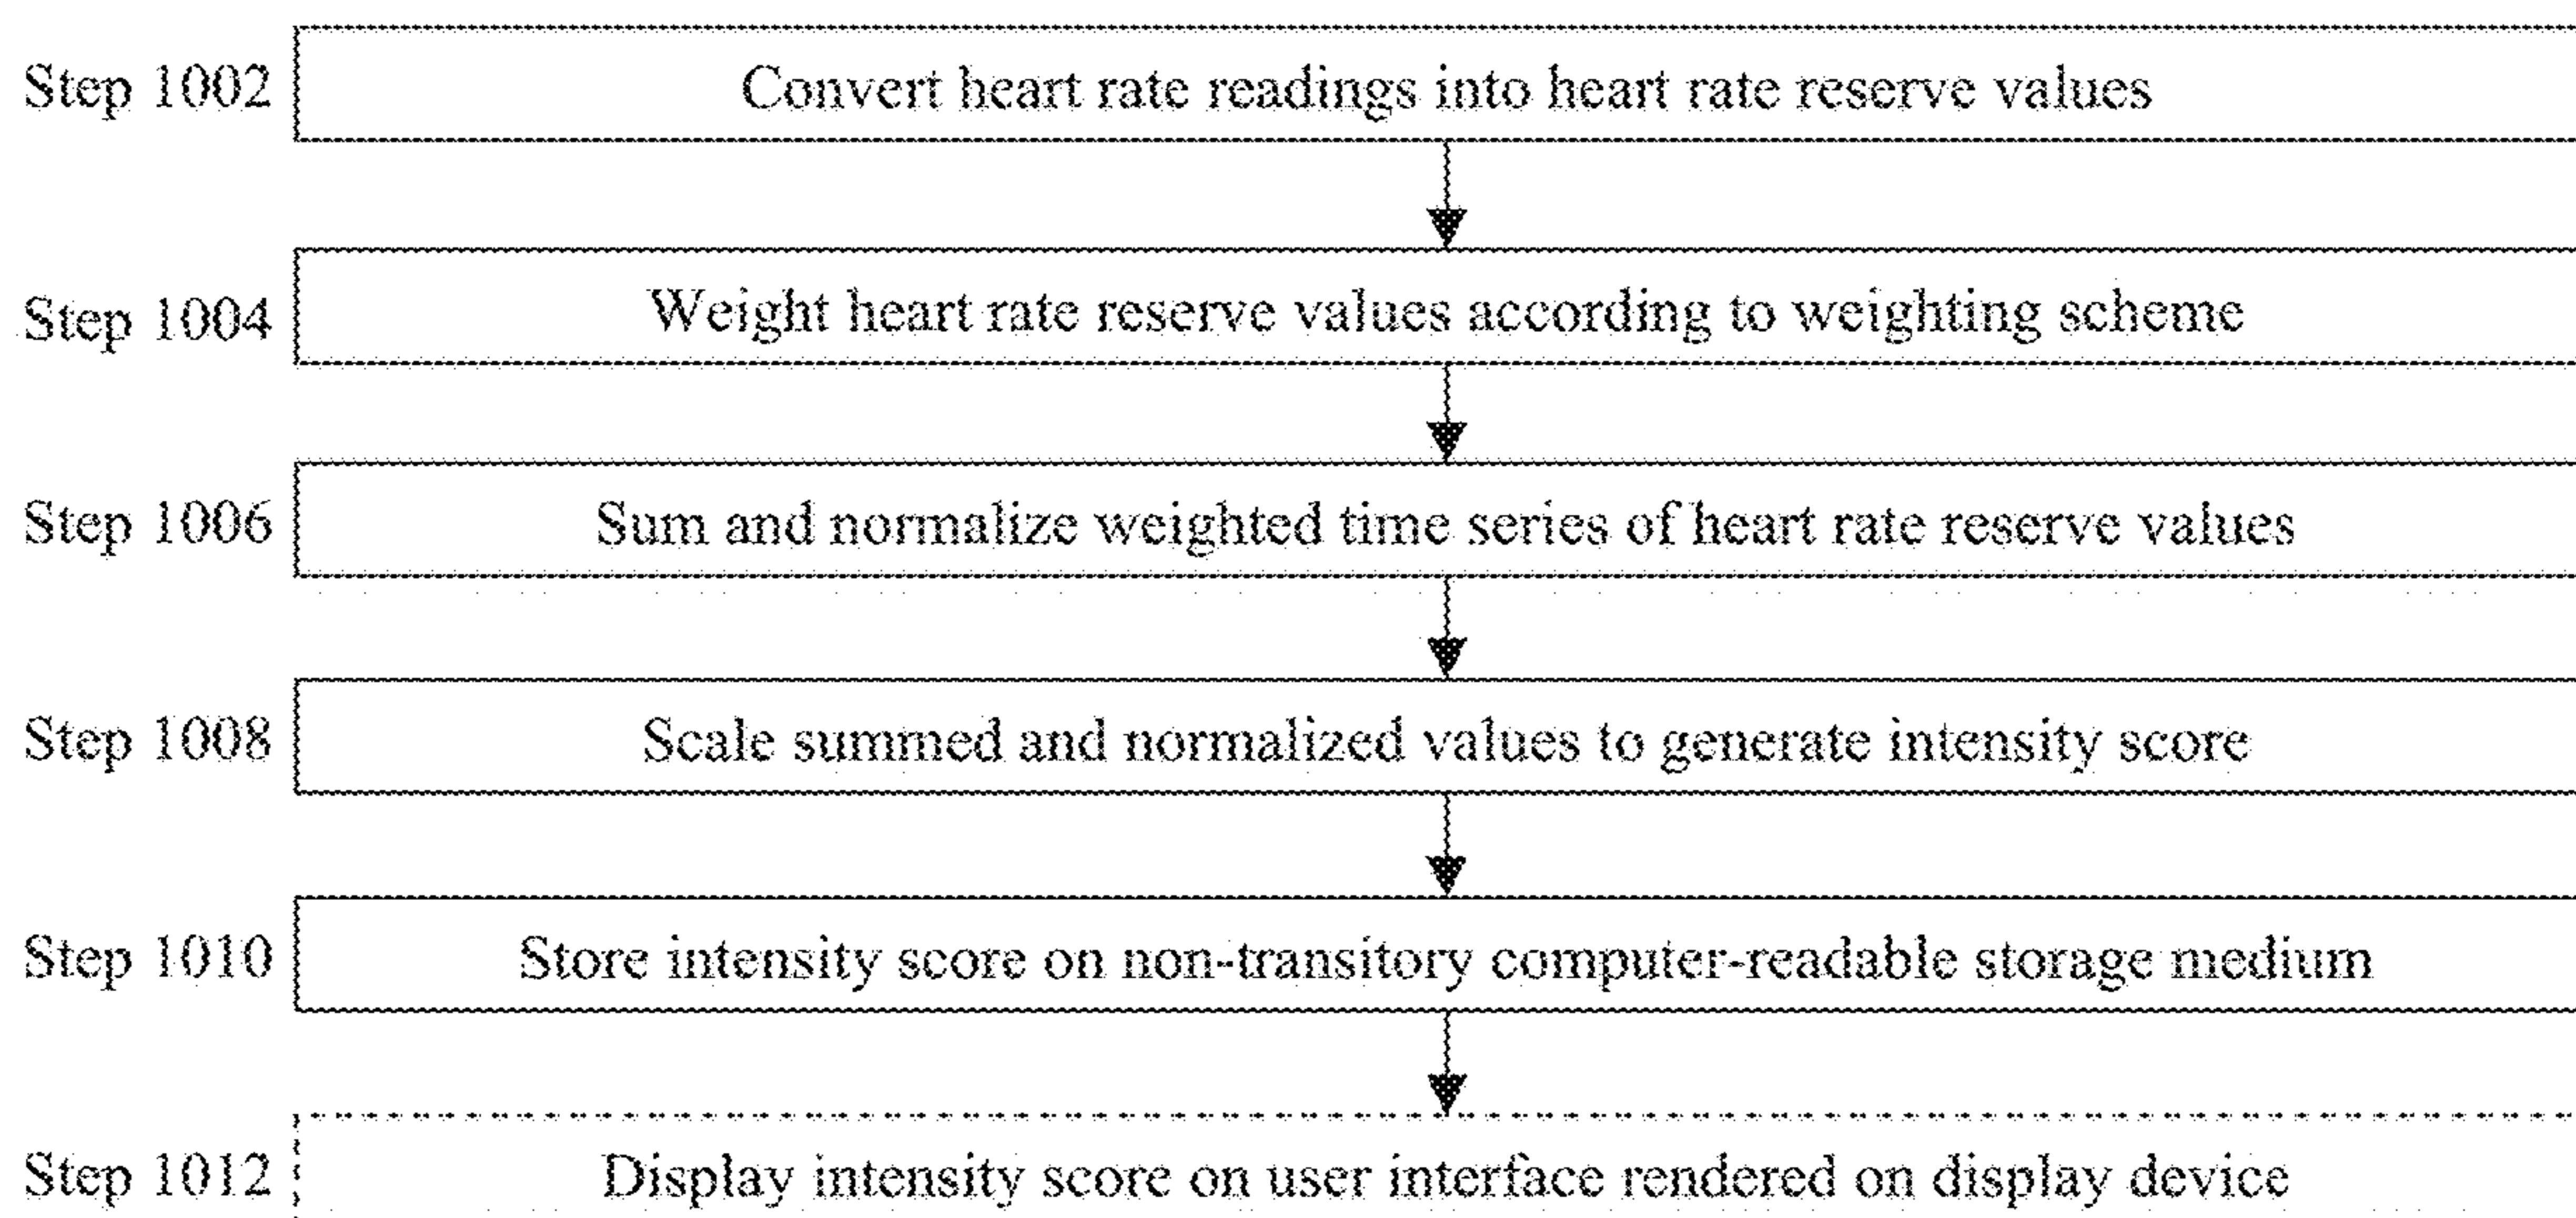 Step 1002 Convert heart rate readings into heart rate reserve values
Step 1004 Weight heart rate reserve values according to weighting scheme
Step 1006 Sum and normalize weighted time series of heart rate reserve values
Step 1008 Scale summed and normalized values to generate intensity score
Step 1010 Store intensity score on non-transitory computer-readable storage medium
Step 1012 Display intensity score on user interface rendered on display device